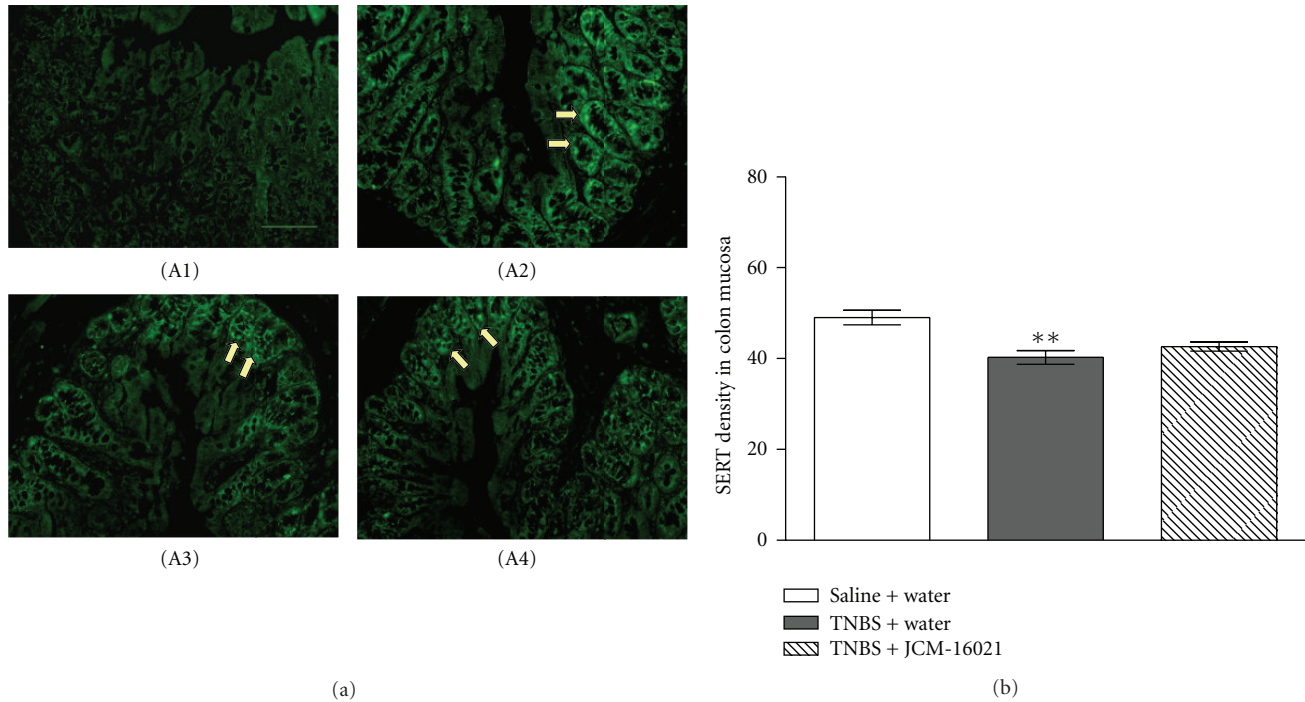 (A1)
(A2)
(A3)
(A4)
(a)
SERT density in colon mucosa
80
60
40
20
0
**
Saline + water
TNBS + water
TNBS + JCM-16021
(b)